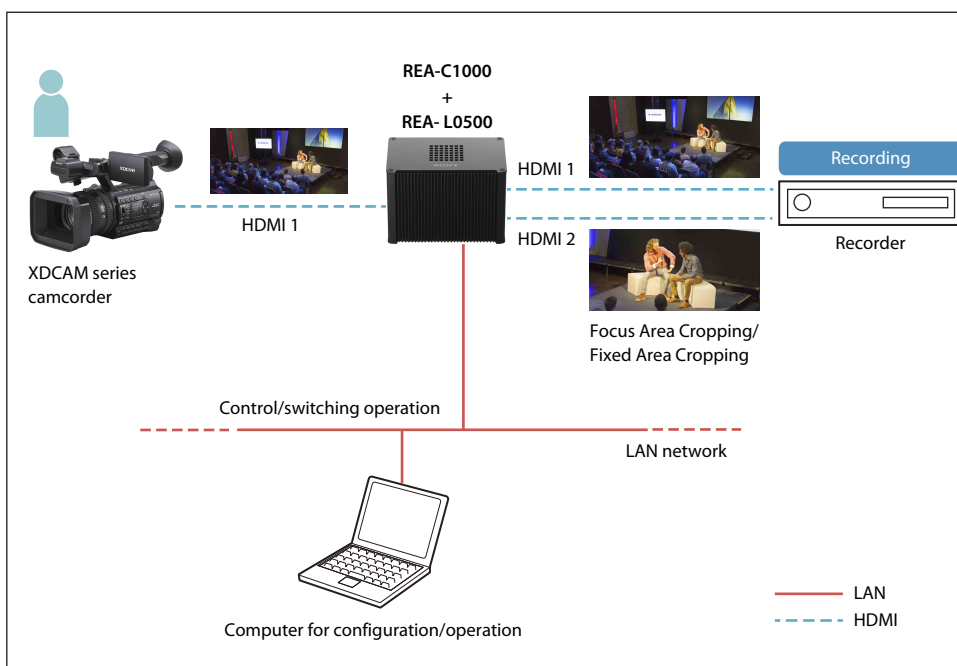 REA-C1000
+
REA- L0500
HDMI 1
Recording
XDCAM
HDMI 1
HDMI 2
Recorder
XDCAM series
camcorder
Focus Area Cropping/
Fixed Area Cropping
Control/switching operation
LAN network
LAN
HDMI
Computer for configuration/operation